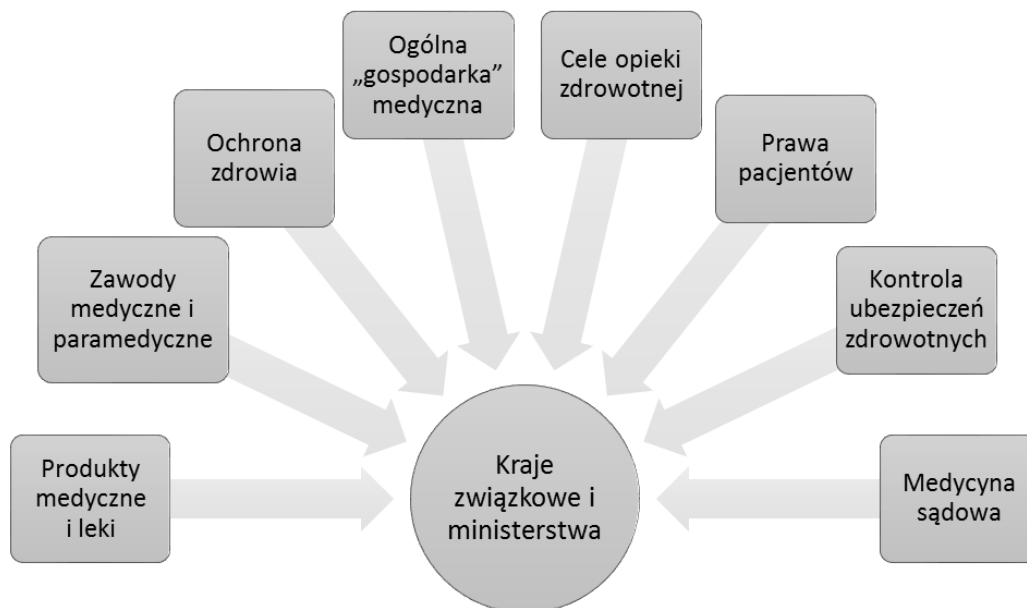 Ogólna
„gospodarka”
medyczna
Cele opieki
zdrowotnej
Ochrona
zdrowia
Prawa
pacjentów
Zawody
medyczne i
paramedyczne
Kontrola
ubezpieczeń
zdrowotnych
Produkty
medyczne
i leki
Kraje
związkowe i
ministerstwa
Medycyna
sądowa